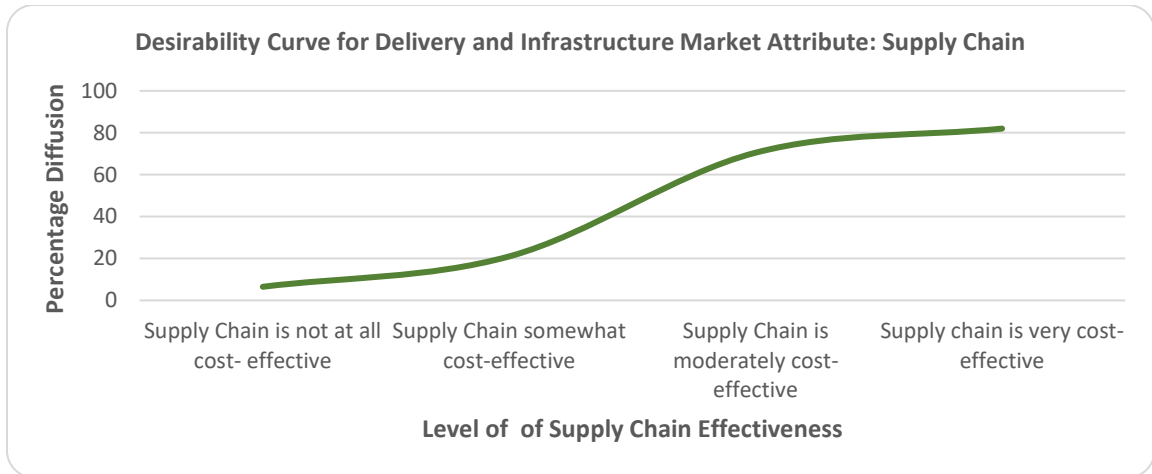 Desirability Curve for Delivery and Infrastructure Market Attribute: Supply Chain
Percentage Diffusion
100
80
60
40
20
0
Supply Chain is not at all
cost- effective
Supply Chain somewhat
cost-effective
Supply Chain is
moderately cost-
effective
Supply chain is very cost-
effective
Level of of Supply Chain Effectiveness